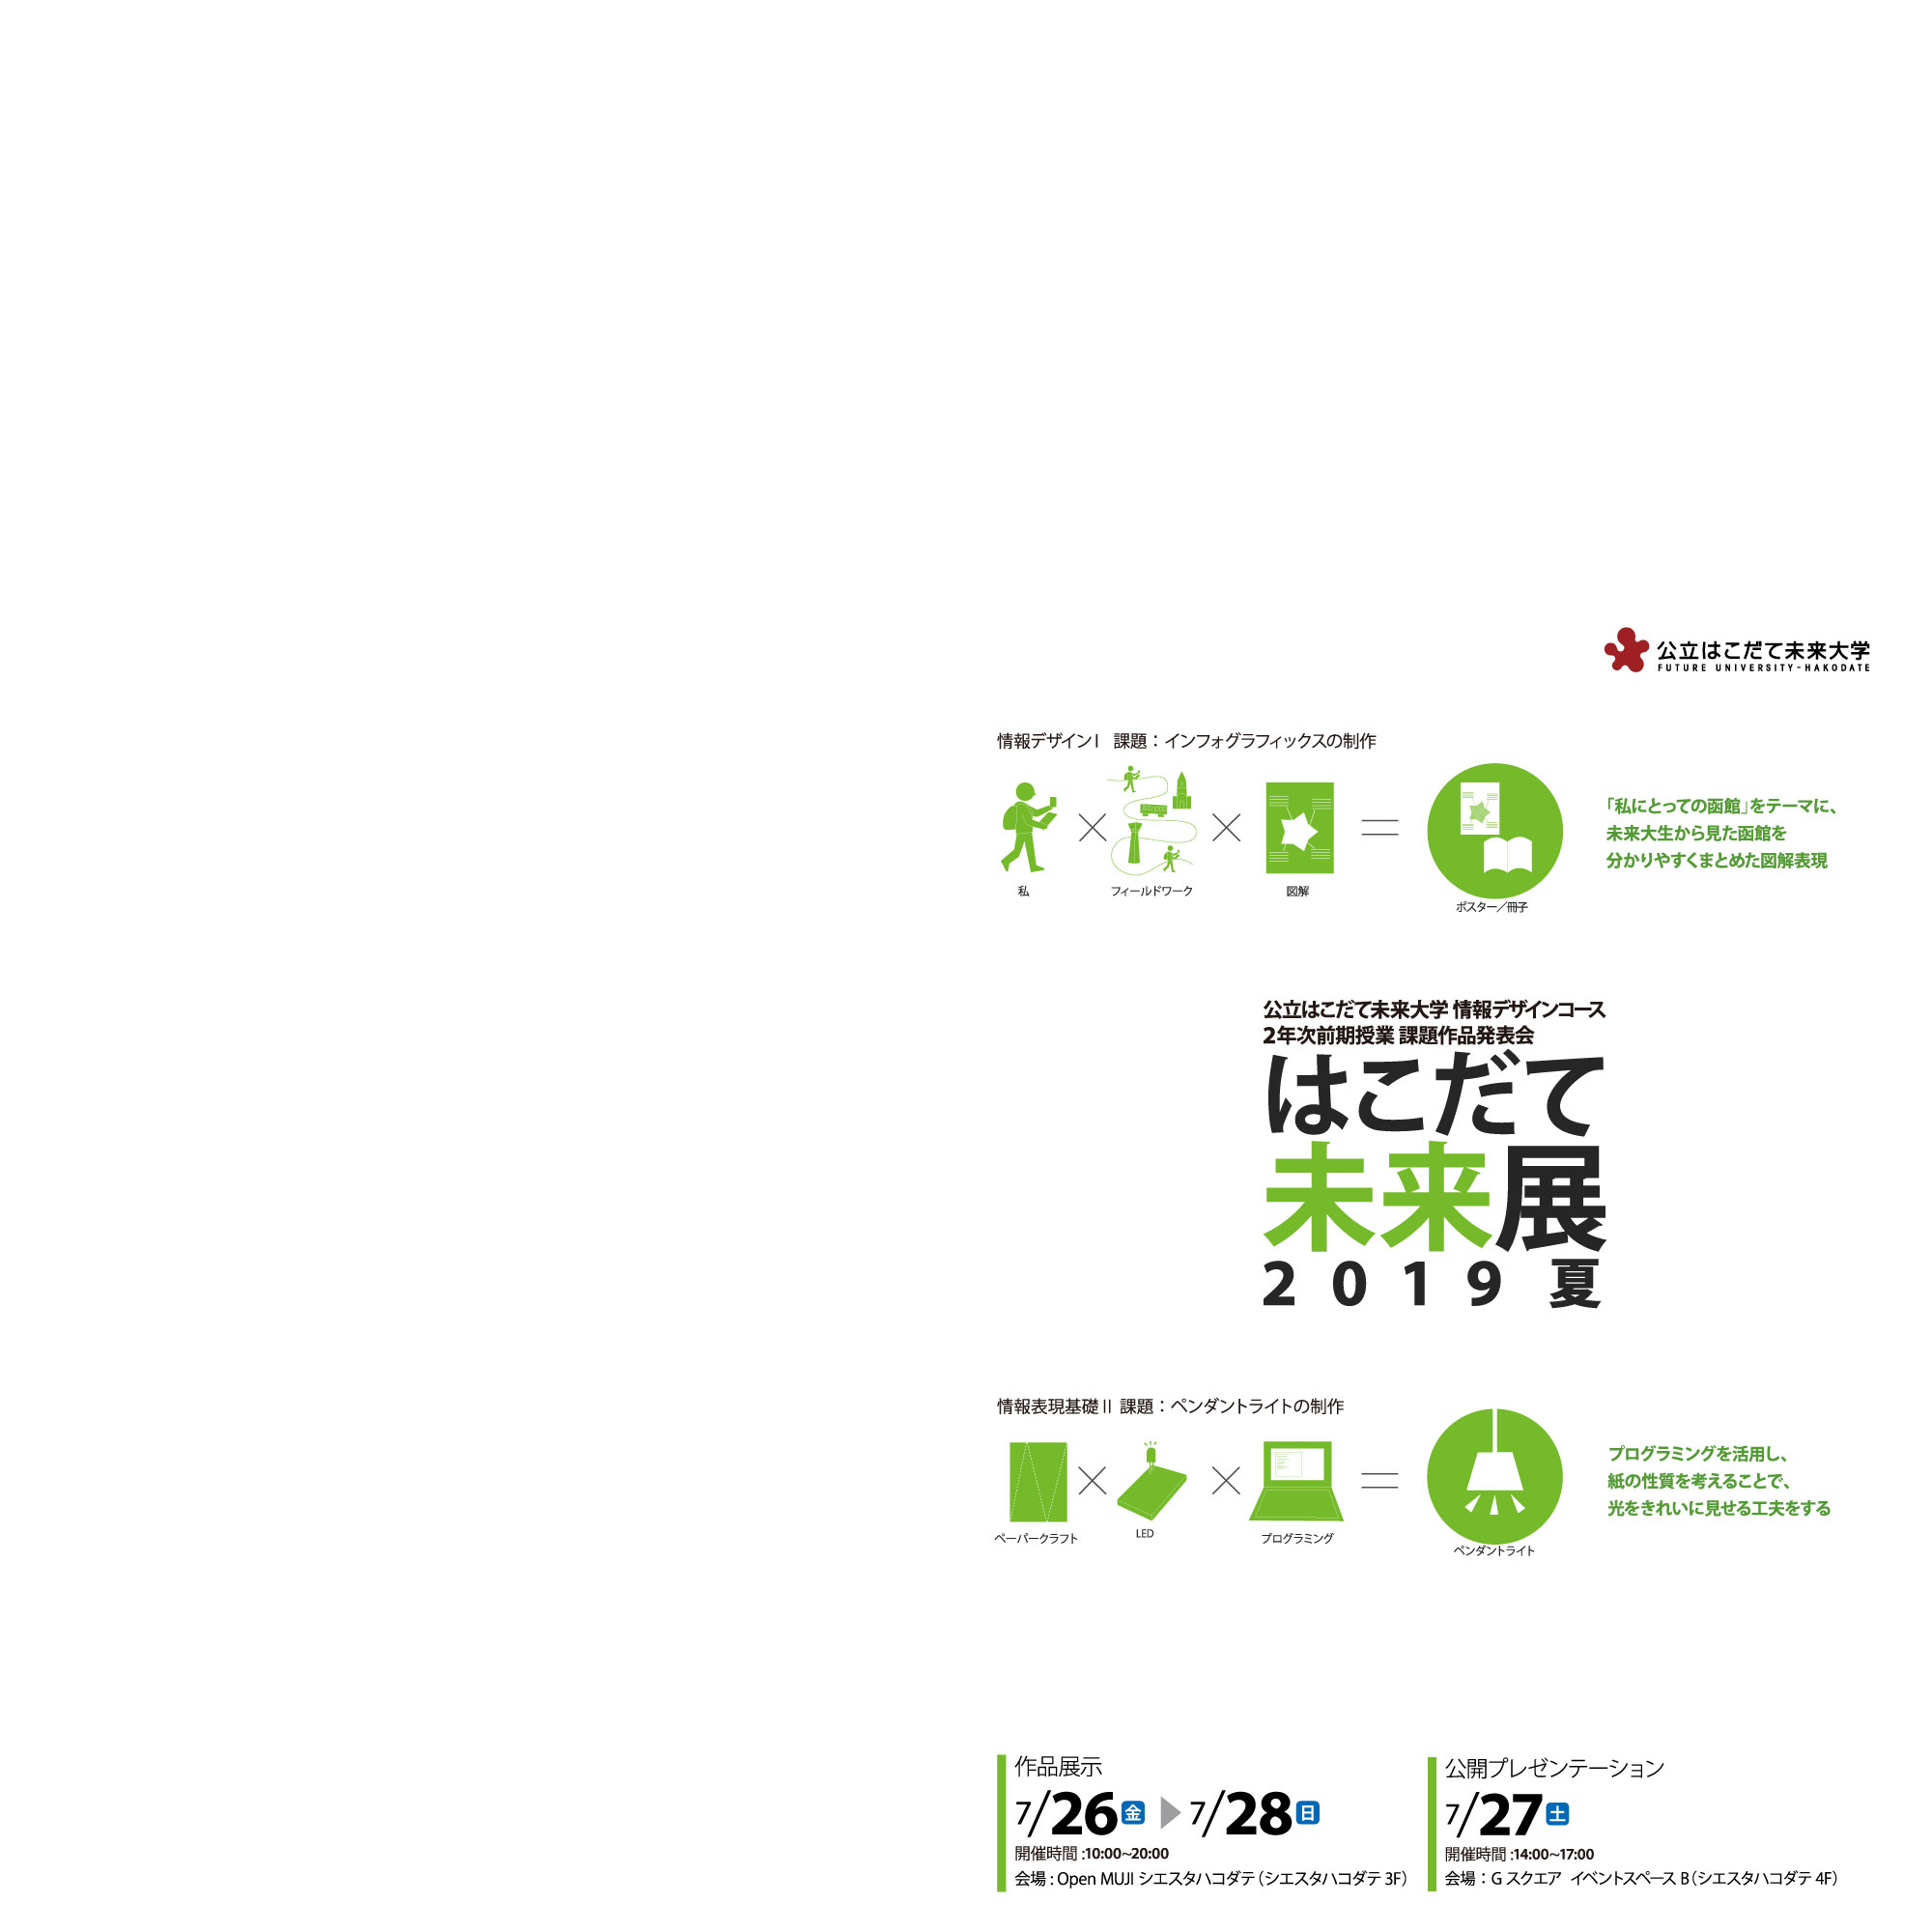 公立はこだて未来大学
FUTURE UNIVERSITY-HAKODATE
情報デザインI 課題：インフォグラフィックスの制作
私
フィールドワーク
図解
ポスター／冊子
「私にとっての函館」をテーマに、
未来大生から見た函館を
分かりやすくまとめた図解表現
公立はこだて未来大学 情報デザインコース
2年次前期授業 課題作品発表会
はこだて
未来展
2019夏
情報表現基礎II 課題：ペンダントライトの制作
ペーパークラフト
LED
プログラミング
ペンダントライト
プログラミングを活用し、
紙の性質を考えることで、
光をきれいに見せる工夫をする
作品展示
7/26 金 ▶ 7/28 日
開催時間:10:00~20:00
会場：Open MUJI シエスタハコダテ（シエスタハコダテ 3F）
公開プレゼンテーション
7/27 土
開催時間:14:00~17:00
会場：G スクエア イベントスペース B（シエスタハコダテ 4F）